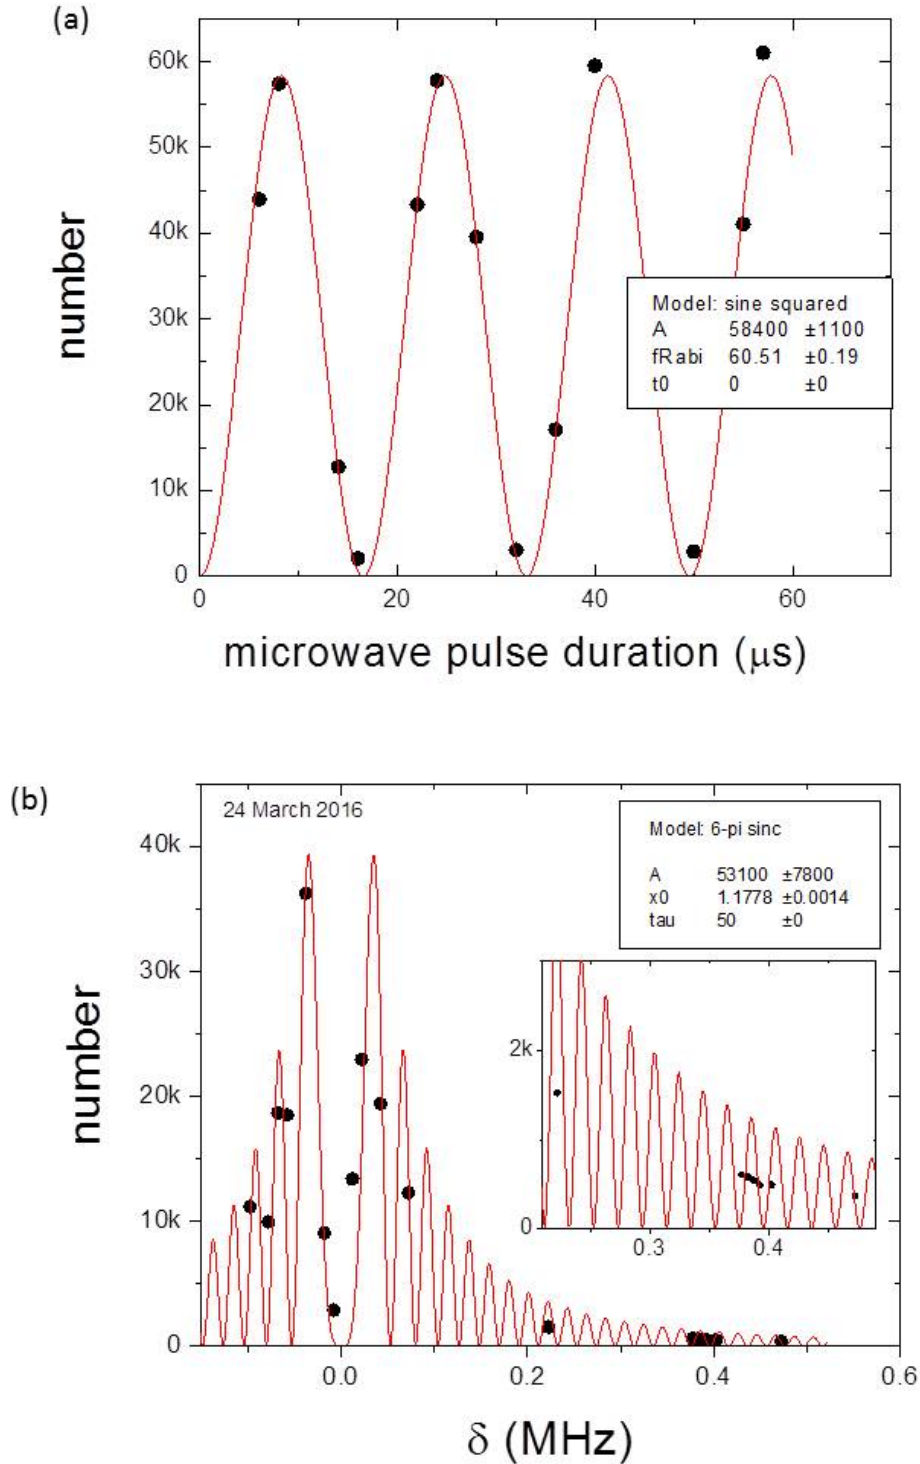 (a)
60k
50k
40k
30k
20k
10k
0
number
Model: sine squared
A 58400 ±1100
fRabi 60.51 ±0.19
t0 0 ±0
0 20 40 60
microwave pulse duration (μs)
(b)
24 March 2016
Model: 6-pi sinc
A 53100 ±7800
x0 1.1778 ±0.0014
tau 50 ±0
40k
30k
20k
10k
0
number
2k
0
0.3 0.4
0.0 0.2 0.4 0.6
δ (MHz)